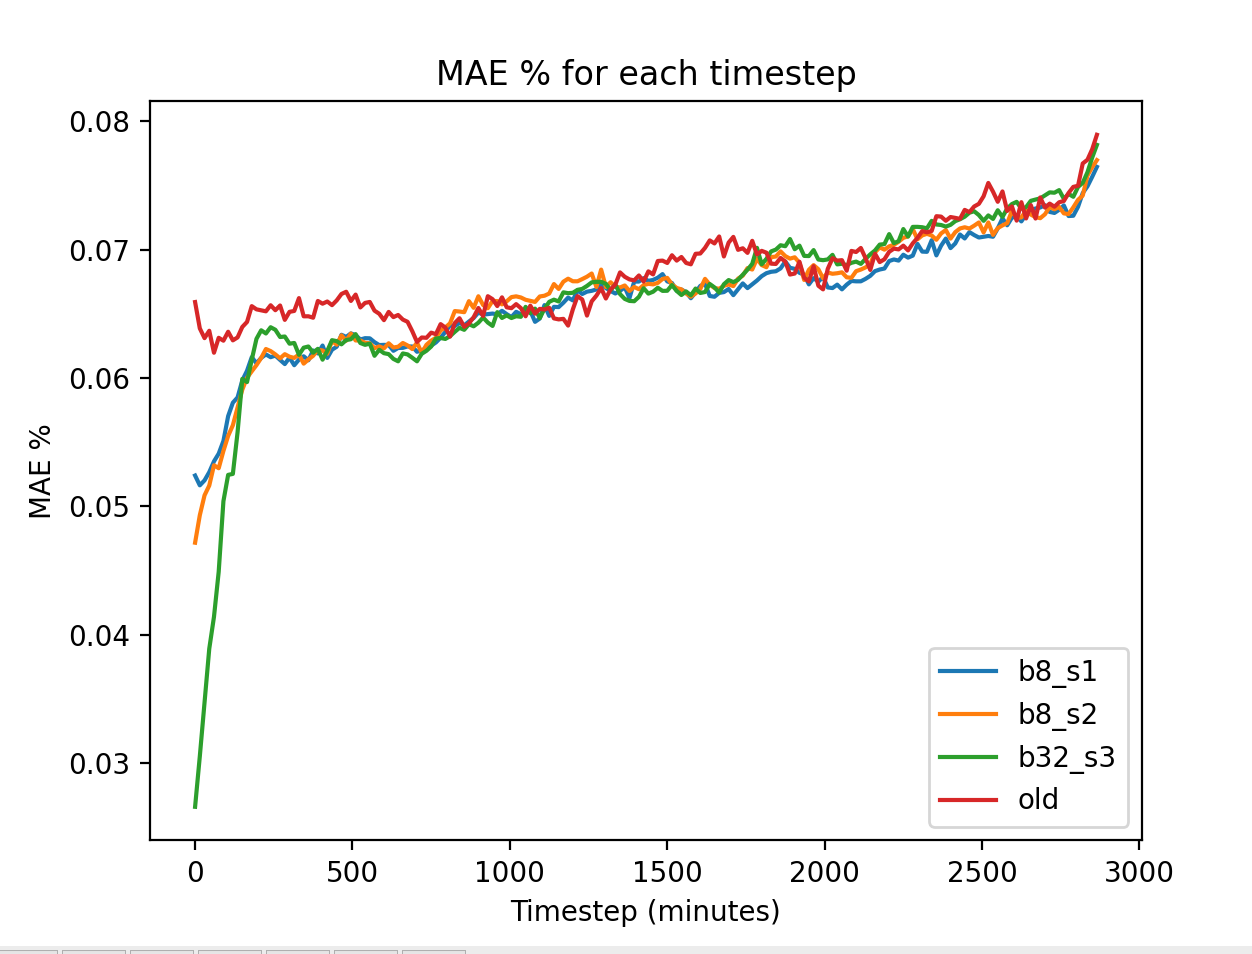 MAE % for each timestep
0.08
0.07
0.06
0.05
0.04
0.03
MAE %
0 500 1000 1500 2000 2500 3000
Timestep (minutes)
b8_s1
b8_s2
b32_s3
old